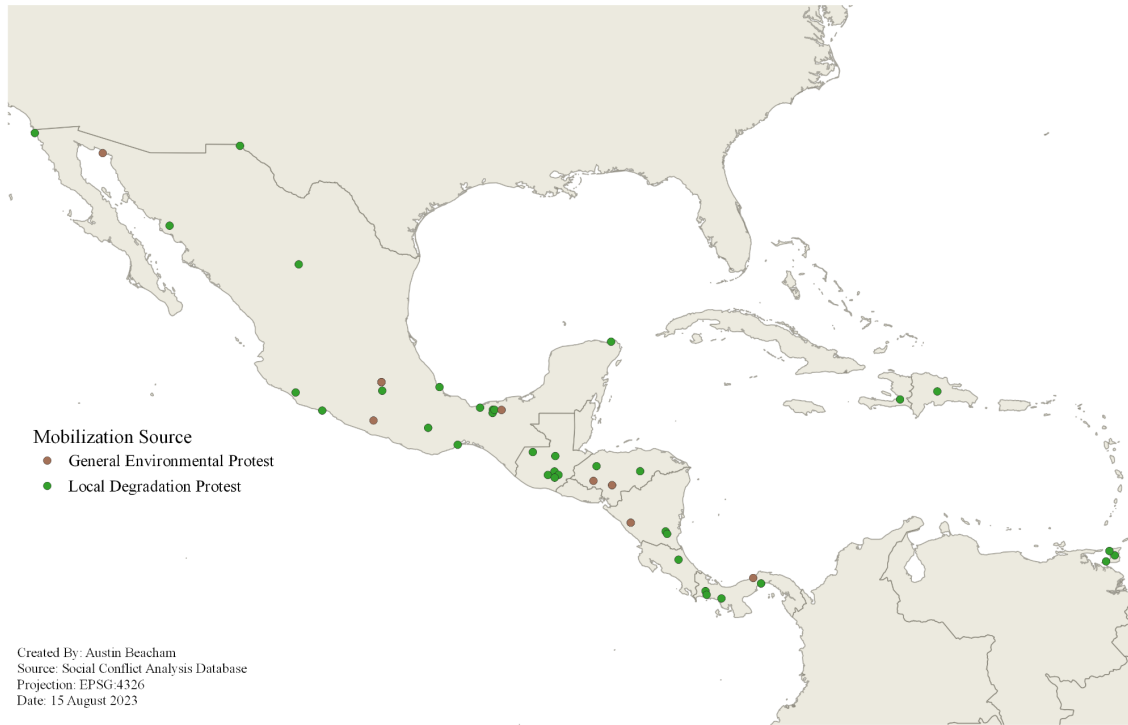 Mobilization Source
General Environmental Protest
Local Degradation Protest
Created By: Austin Beacham
Source: Social Conflict Analysis Database
Projection: EPSG:4326
Date: 15 August 2023